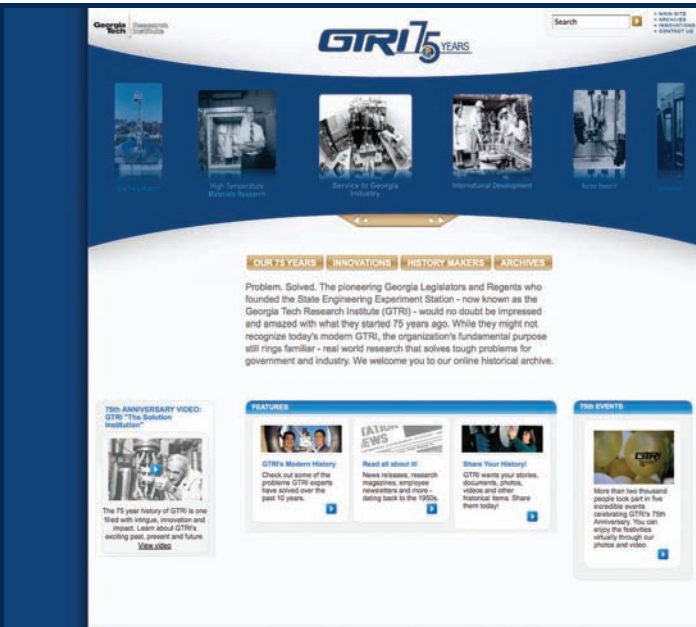 Georgia Research
Tech Institute
GTRI 75 YEARS
Search
MAIN SITE
ARCHIVES
INNOVATIONS
CONTACT US
High Temperature
Materials Research
Service to Georgia
Industry
International Development
OUR 75 YEARS INNOVATIONS HISTORY MAKERS ARCHIVES
Problem. Solved. The pioneering Georgia Legislators and Regents who
founded the State Engineering Experiment Station - now known as the
Georgia Tech Research Institute (GTRI) - would no doubt be impressed
and amazed with what they started 75 years ago. While they might not
recognize today's modern GTRI, the organization's fundamental purpose
still rings familiar - real world research that solves tough problems for
government and industry. We welcome you to our online historical archive.
75th ANNIVERSARY VIDEO:
GTRI "The Solution
Institution"
The 75 year history of GTRI is one
filled with intrigue, innovation and
impact. Learn about GTRI's
exciting past, present and future.
View video
FEATURES
GTRI's Modern History
Check out some of the
problems GTRI experts
have solved over the
past 10 years.
Read all about it!
News releases, research
magazines, employee
newsletters and more -
dating back to the 1950s.
Share Your History!
GTRI wants your stories,
documents, photos,
videos and other
historical items. Share
them today!
75th EVENTS
GTRI
More than two thousand
people took part in five
incredible events
celebrating GTRI's 75th
Anniversary. You can
enjoy the festivities
virtually through our
photos and video.